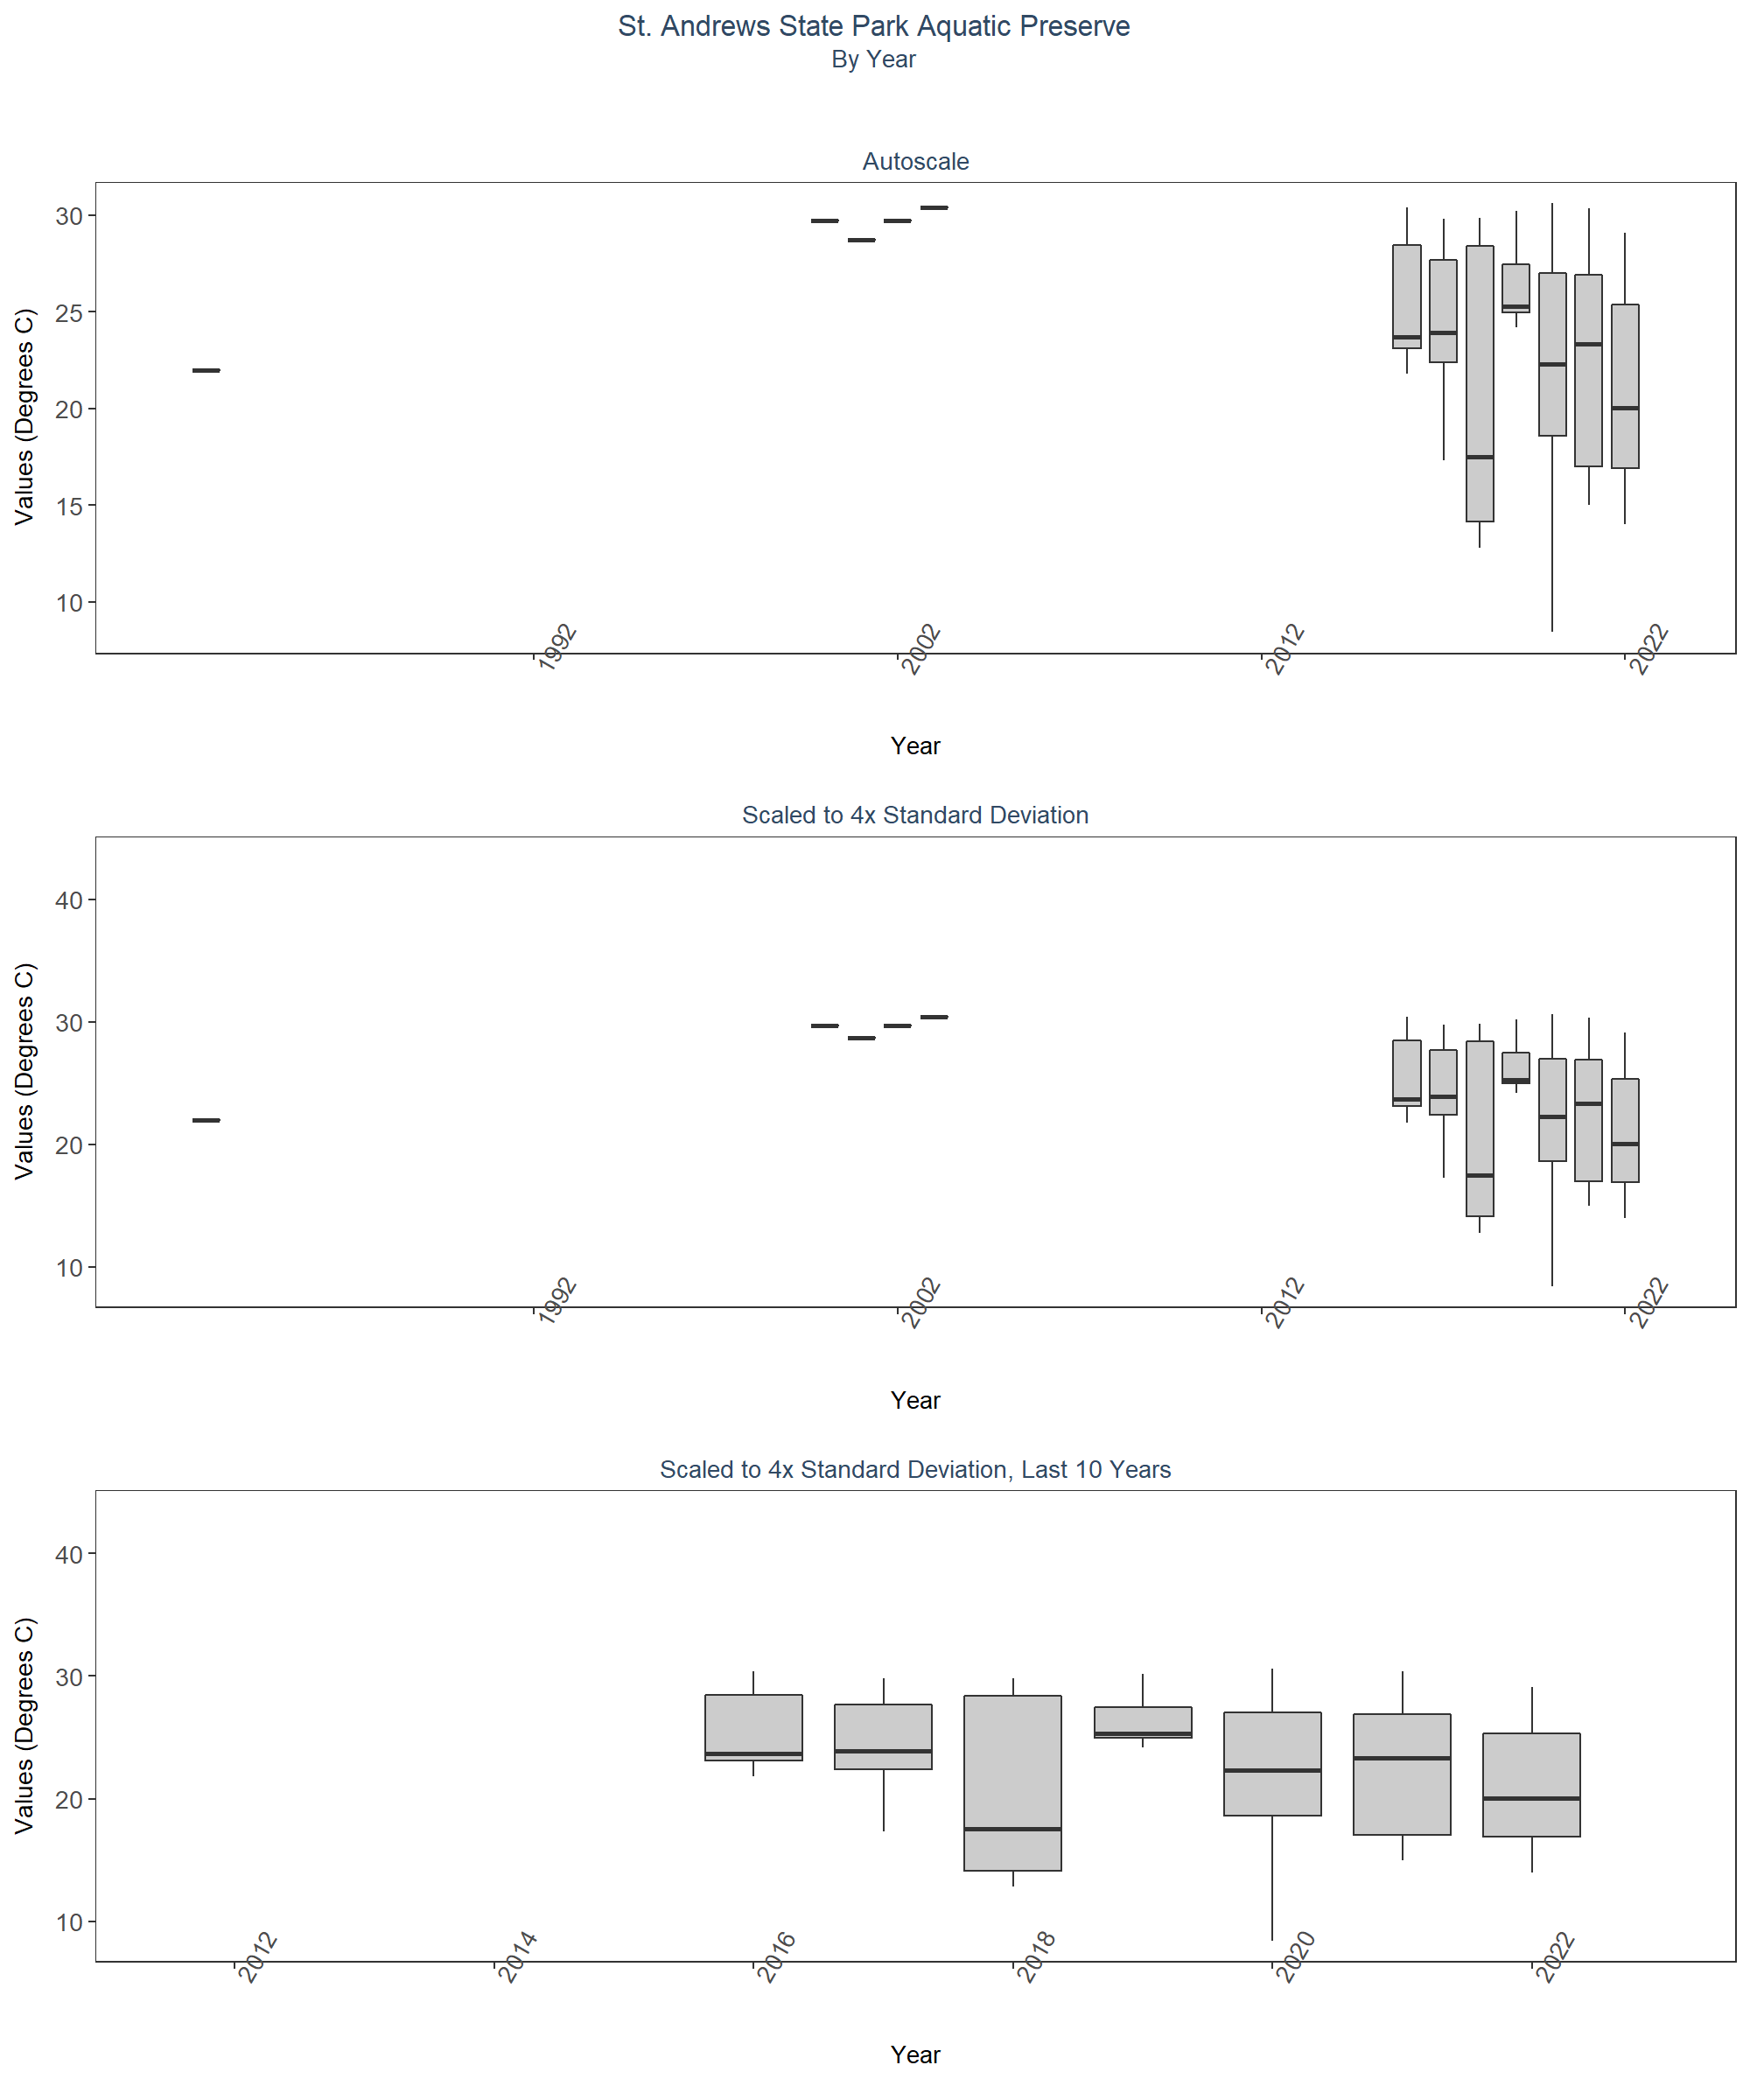 St. Andrews State Park Aquatic Preserve
By Year
Autoscale
Values (Degrees C)
30
25
20
15
10
1992
2002
2012
2022
Year
Scaled to 4x Standard Deviation
Values (Degrees C)
40
30
20
10
1992
2002
2012
2022
Year
Scaled to 4x Standard Deviation, Last 10 Years
Values (Degrees C)
40
30
20
10
2012
2014
2016
2018
2020
2022
Year